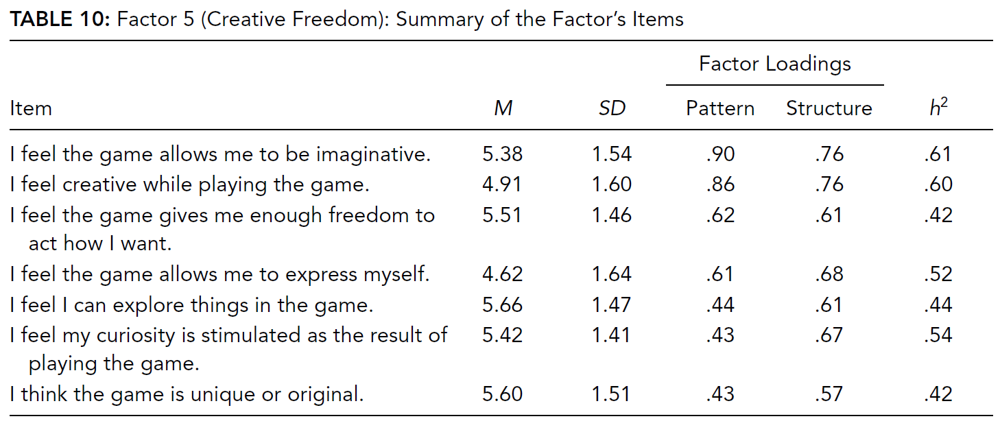 TABLE 10: Factor 5 (Creative Freedom): Summary of the Factor’s Items
Factor Loadings
Item M SD Pattern Structure h²
I feel the game allows me to be imaginative. 5.38 1.54 .90 .76 .61
I feel creative while playing the game. 4.91 1.60 .86 .76 .60
I feel the game gives me enough freedom to 5.51 1.46 .62 .61 .42
act how I want.
I feel the game allows me to express myself. 4.62 1.64 .61 .68 .52
I feel I can explore things in the game. 5.66 1.47 .44 .61 .44
I feel my curiosity is stimulated as the result of 5.42 1.41 .43 .67 .54
playing the game.
I think the game is unique or original. 5.60 1.51 .43 .57 .42